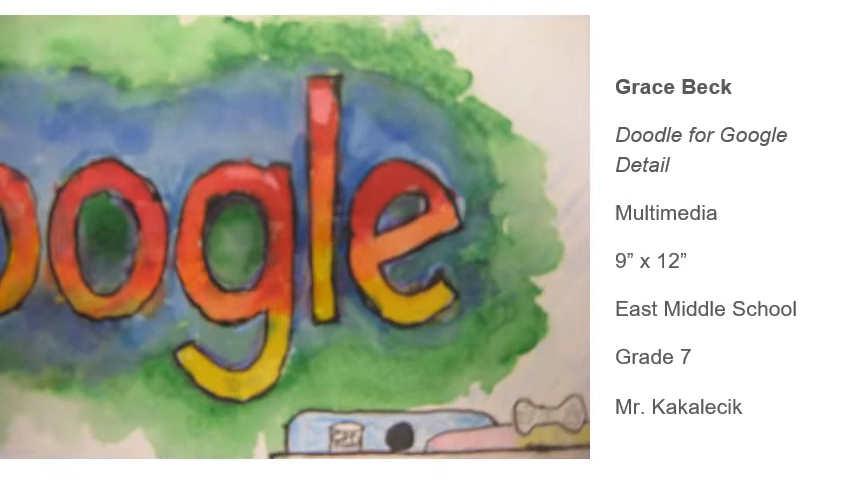 oogle
Grace Beck
Doodle for Google
Detail
Multimedia
9” x 12”
East Middle School
Grade 7
Mr. Kakalecik